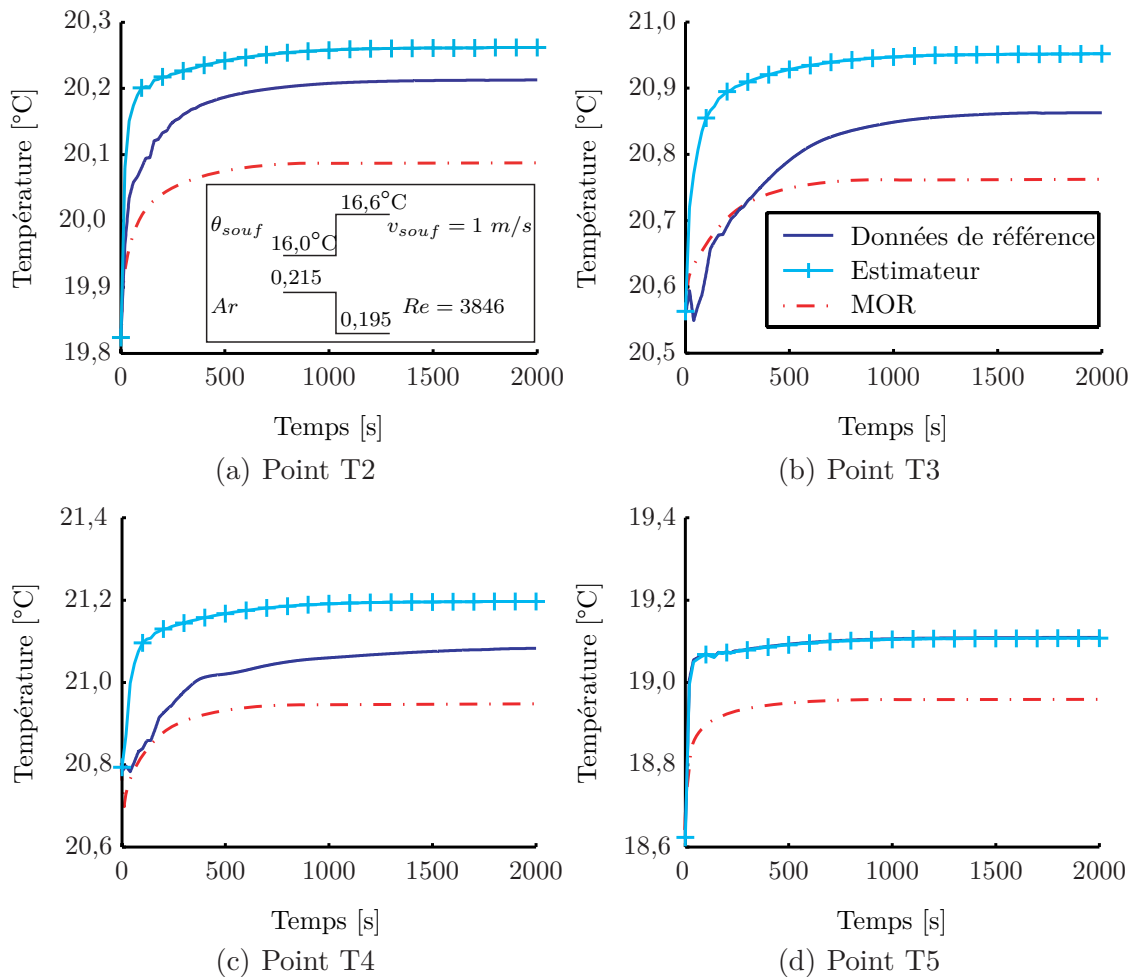 20,3
20,2
20,1
20,0
19,9
19,8
Température [°C]
0 500 1000 1500 2000
Temps [s]
θsouf 16,0°C 16,6°C vsouf = 1 m/s
Ar 0,215 0,195 Re = 3846
(a) Point T2
21,0
20,9
20,8
20,7
20,6
20,5
Température [°C]
0 500 1000 1500 2000
Temps [s]
Données de référence
Estimateur
MOR
(b) Point T3
21,4
21,2
21,0
20,8
20,6
Température [°C]
0 500 1000 1500 2000
Temps [s]
(c) Point T4
19,4
19,2
19,0
18,8
18,6
Température [°C]
0 500 1000 1500 2000
Temps [s]
(d) Point T5